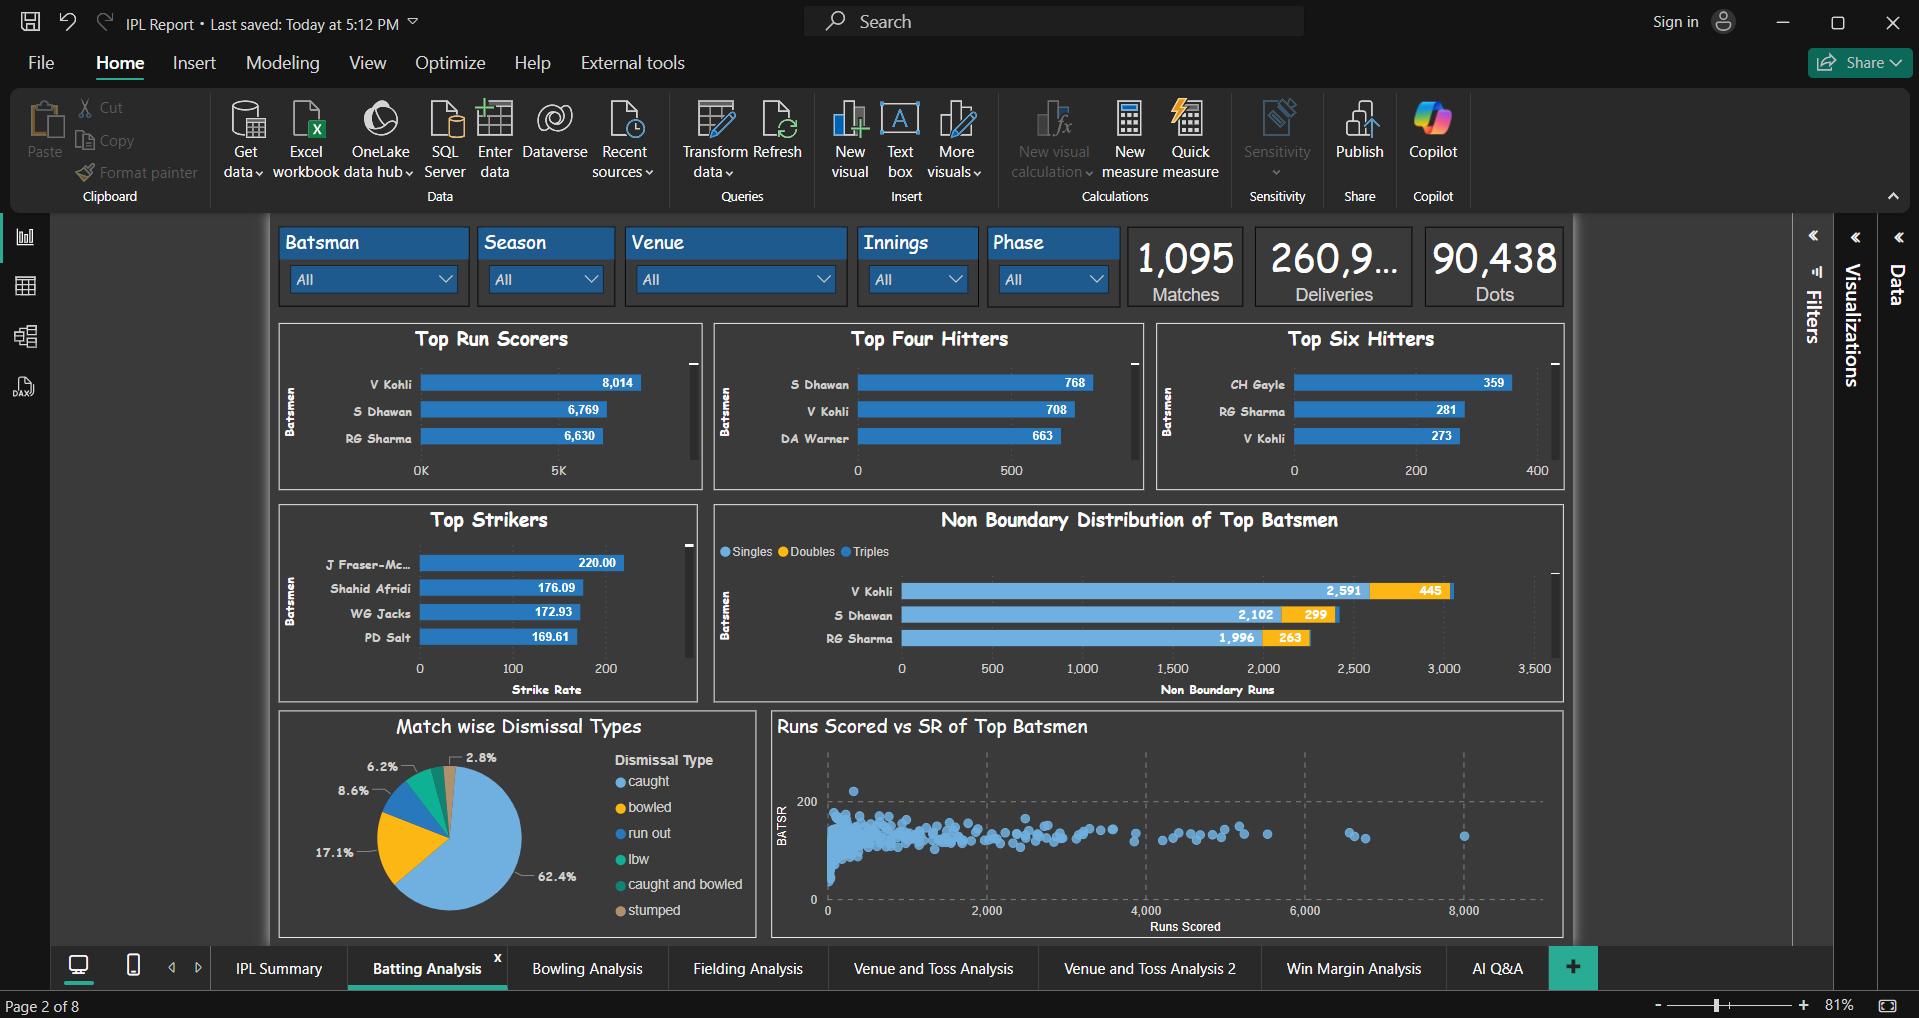 IPL Report • Last saved: Today at 5:12 PM
Search
Sign in
File Home Insert Modeling View Optimize Help External tools
Share
Paste
Cut
Copy
Format painter
Clipboard
Get data
Excel workbook
OneLake data hub
SQL Server
Enter data
Dataverse
Recent sources
Data
Transform data
Refresh
Queries
New visual
Text box
More visuals
Insert
New visual calculation
New measure
Quick measure
Calculations
Sensitivity
Sensitivity
Publish
Share
Copilot
Copilot
DAX
Batsman
All
Season
All
Venue
All
Innings
All
Phase
All
1,095
Matches
260,9...
Deliveries
90,438
Dots
Filters
Visualizations
Data
Top Run Scorers
Batsmen
V Kohli 8,014
S Dhawan 6,769
RG Sharma 6,630
0K 5K
Top Four Hitters
Batsmen
S Dhawan 768
V Kohli 708
DA Warner 663
0 500
Top Six Hitters
Batsmen
CH Gayle 359
RG Sharma 281
V Kohli 273
0 200 400
Top Strikers
Batsmen
J Fraser-Mc... 220.00
Shahid Afridi 176.09
WG Jacks 172.93
PD Salt 169.61
0 100 200
Strike Rate
Non Boundary Distribution of Top Batsmen
Singles Doubles Triples
Batsmen
V Kohli 2,591 445
S Dhawan 2,102 299
RG Sharma 1,996 263
0 500 1,000 1,500 2,000 2,500 3,000 3,500
Non Boundary Runs
Match wise Dismissal Types
2.8%
6.2%
8.6%
17.1%
62.4%
Dismissal Type
caught
bowled
run out
lbw
caught and bowled
stumped
Runs Scored vs SR of Top Batsmen
BATSR
200
0
0 2,000 4,000 6,000 8,000
Runs Scored
IPL Summary Batting Analysis x Bowling Analysis Fielding Analysis Venue and Toss Analysis Venue and Toss Analysis 2 Win Margin Analysis AI Q&A +
Page 2 of 8
- + 81%